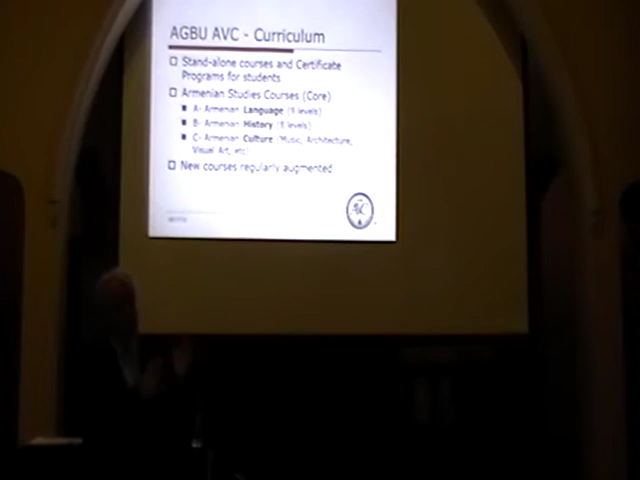 AGBU AVC - Curriculum
Stand-alone courses and Certificate
Programs for students
Armenian Studies Courses (Core)
A- Armenian Language (9 levels)
B- Armenian History (5 levels)
C- Armenian Culture (Music, Architecture,
Visual Art, etc)
New courses regularly augmented
AVC